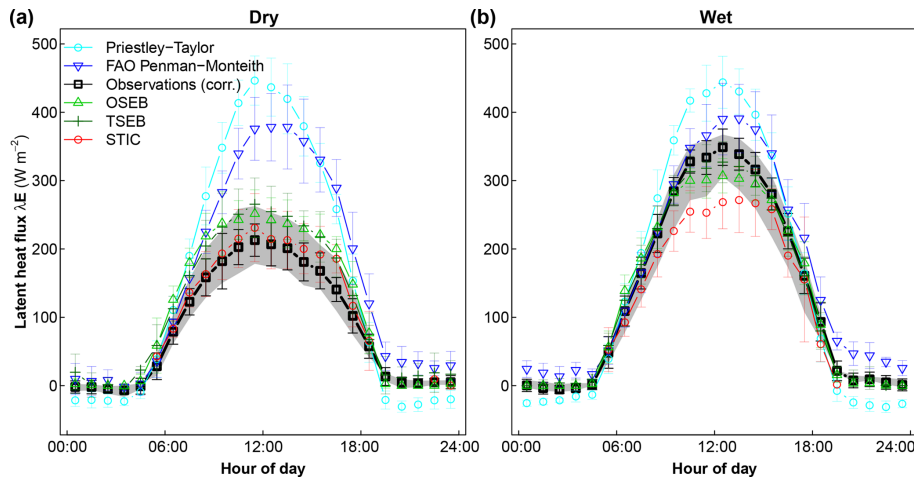 (a)
Dry
(b)
Wet
Latent heat flux λE (W m−2)
500
400
300
200
100
0
Priestley−Taylor
FAO Penman−Monteith
Observations (corr.)
OSEB
TSEB
STIC
00:00
06:00
12:00
18:00
24:00
Hour of day
500
400
300
200
100
0
00:00
06:00
12:00
18:00
24:00
Hour of day